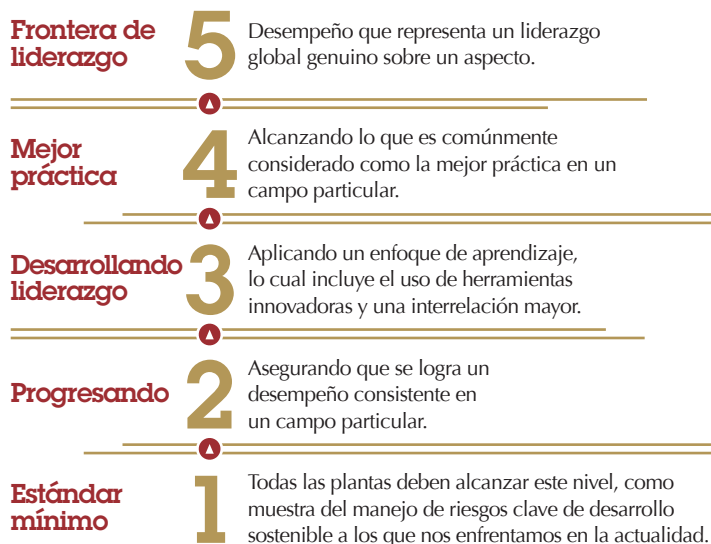 Frontera de
liderazgo
5
Desempeño que representa un liderazgo
global genuino sobre un aspecto.
Mejor
práctica
4
Alcanzando lo que es comúnmente
considerado como la mejor práctica en un
campo particular.
Desarrollando
liderazgo
3
Aplicando un enfoque de aprendizaje,
lo cual incluye el uso de herramientas
innovadoras y una interrelación mayor.
Progresando
2
Asegurando que se logra un
desempeño consistente en
un campo particular.
Estándar
mínimo
1
Todas las plantas deben alcanzar este nivel, como
muestra del manejo de riesgos clave de desarrollo
sostenible a los que nos enfrentamos en la actualidad.